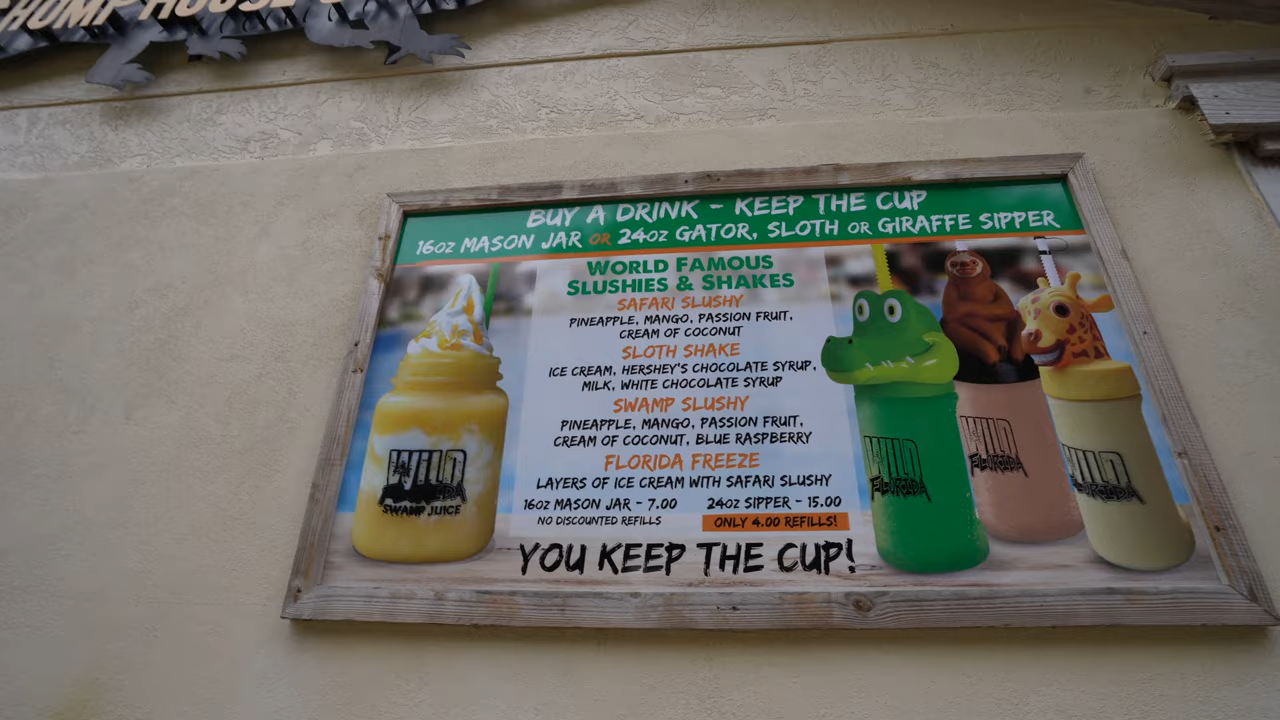 CHOMP HOUSE
BUY A DRINK - KEEP THE CUP
16OZ MASON JAR OR 24OZ GATOR, SLOTH OR GIRAFFE SIPPER
WORLD FAMOUS
SLUSHIES & SHAKES
SAFARI SLUSHY
PINEAPPLE, MANGO, PASSION FRUIT,
CREAM OF COCONUT
SLOTH SHAKE
ICE CREAM, HERSHEY'S CHOCOLATE SYRUP,
MILK, WHITE CHOCOLATE SYRUP
SWAMP SLUSHY
PINEAPPLE, MANGO, PASSION FRUIT,
CREAM OF COCONUT, BLUE RASPBERRY
FLORIDA FREEZE
LAYERS OF ICE CREAM WITH SAFARI SLUSHY
16OZ MASON JAR - 7.00 24OZ SIPPER - 15.00
NO DISCOUNTED REFILLS ONLY 4.00 REFILLS!
YOU KEEP THE CUP!
WILD
FLORIDA
SWAMP JUICE
WILD
FLORIDA
WILD
FLORIDA
WILD
FLORIDA